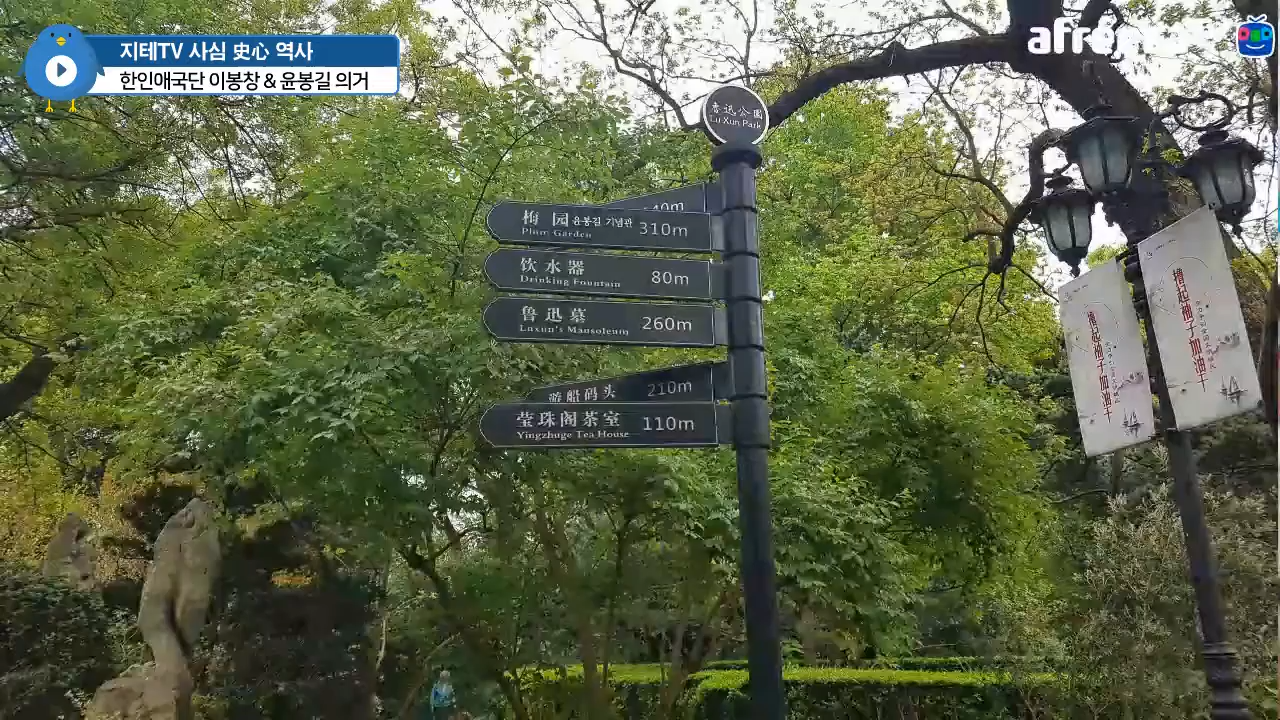 지테TV 사심 史心 역사
한인애국단 이봉창 & 윤봉길 의거
鲁迅公园
Lu Xun Park
40m
梅园 윤봉길 기념관 310m
Plum Garden
饮水器 80m
Drinking Fountain
鲁迅墓 260m
Luxun's Mausoleum
游船码头 210m
莹珠阁茶室 110m
Yingzhuge Tea House
撸起袖子加油干
撸起袖子加油干